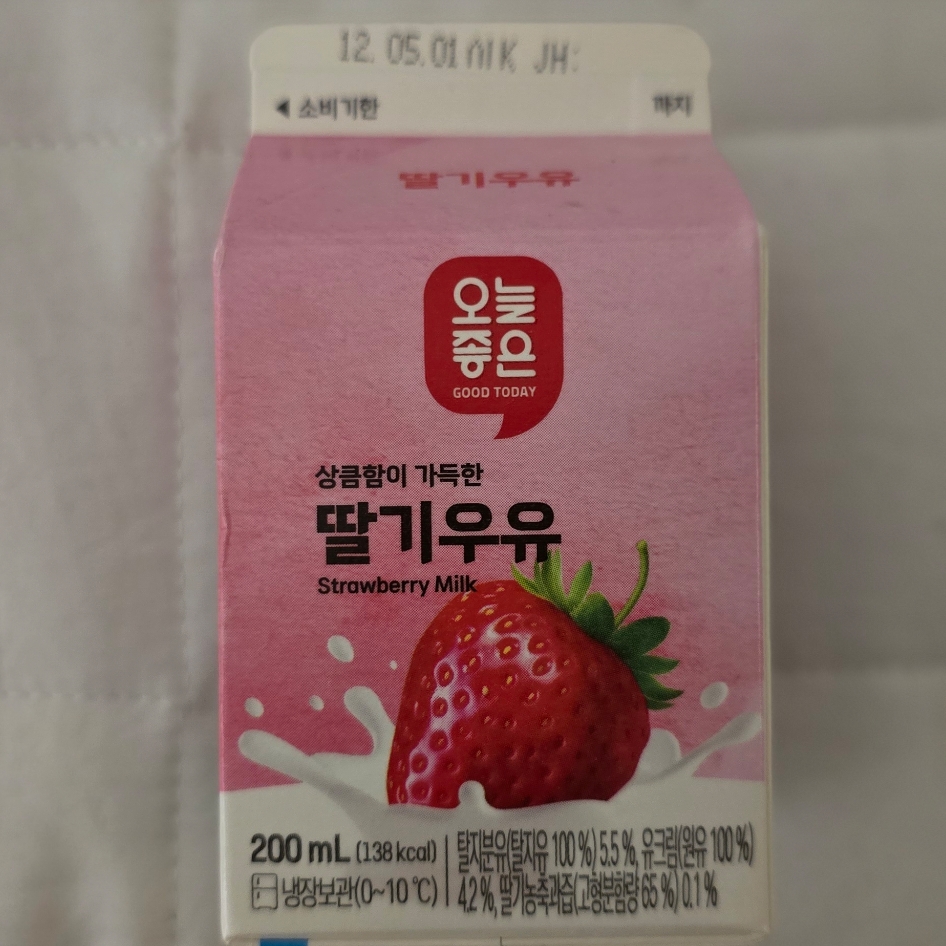 12. 05.01
◀ 소비기한 까지
딸기우유
오늘
좋은
GOOD TODAY
상큼함이 가득한
딸기우유
Strawberry Milk
200 mL (138 kcal)
냉장보관(0~10 ℃)
탈지분유(탈지유 100 %) 5.5 %, 유크림(원유 100 %)
4.2 %, 딸기농축과즙(고형분함량 65 %) 0.1 %